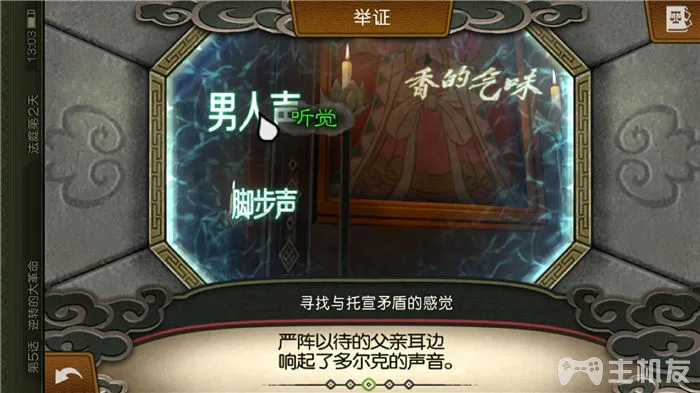 举证
13:03
法庭第2天
第5话 逆转的大革命
香的气味
男人声
听觉
脚步声
寻找与托宣矛盾的感觉
严阵以待的父亲耳边
响起了多尔克的声音。
主机友